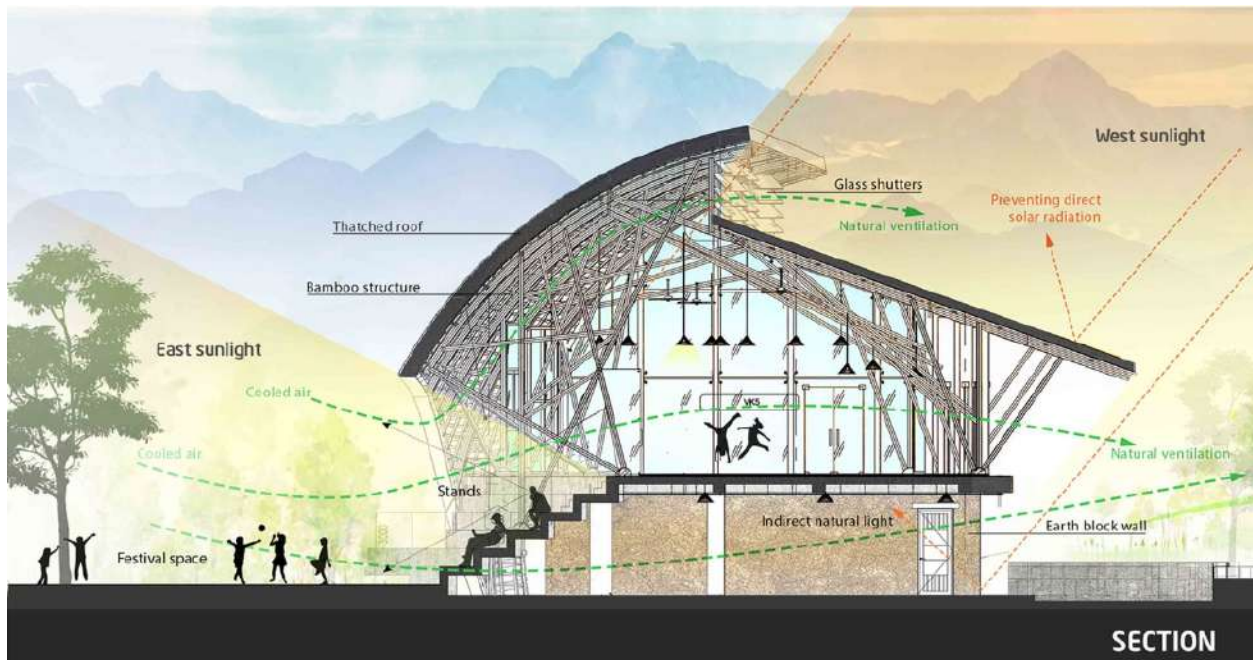 West sunlight
Glass shutters
Preventing direct
solar radiation
Natural ventilation
Thatched roof
Bamboo structure
East sunlight
Cooled air
VK5
Cooled air
Natural ventilation
Stands
Indirect natural light
Earth block wall
Festival space
SECTION